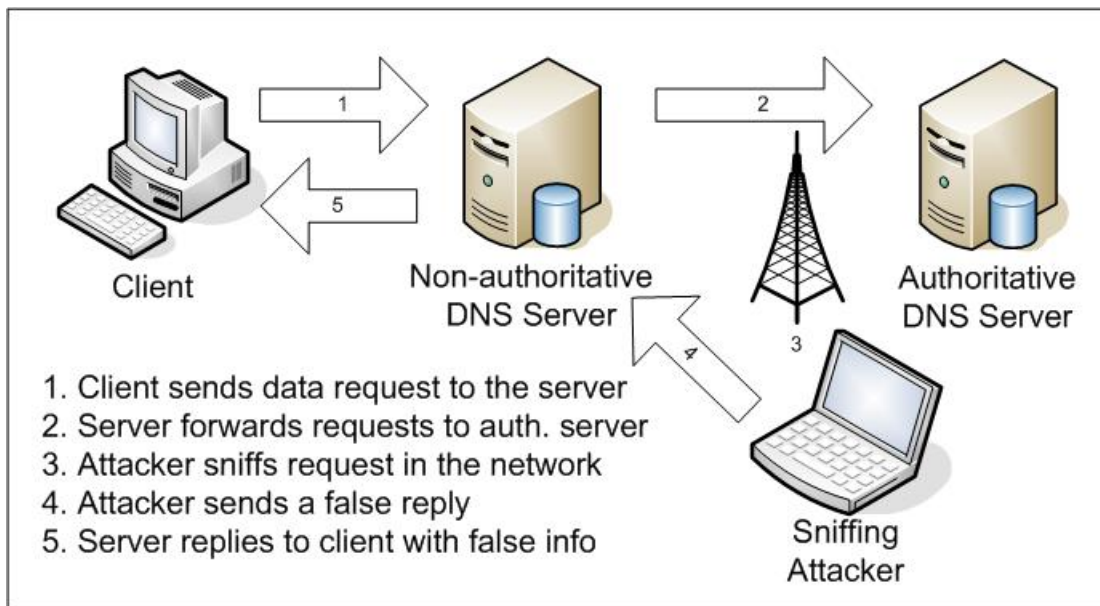 1
2
5
Client
Non-authoritative
DNS Server
Authoritative
DNS Server
3
4
1. Client sends data request to the server
2. Server forwards requests to auth. server
3. Attacker sniffs request in the network
4. Attacker sends a false reply
5. Server replies to client with false info
Sniffing
Attacker